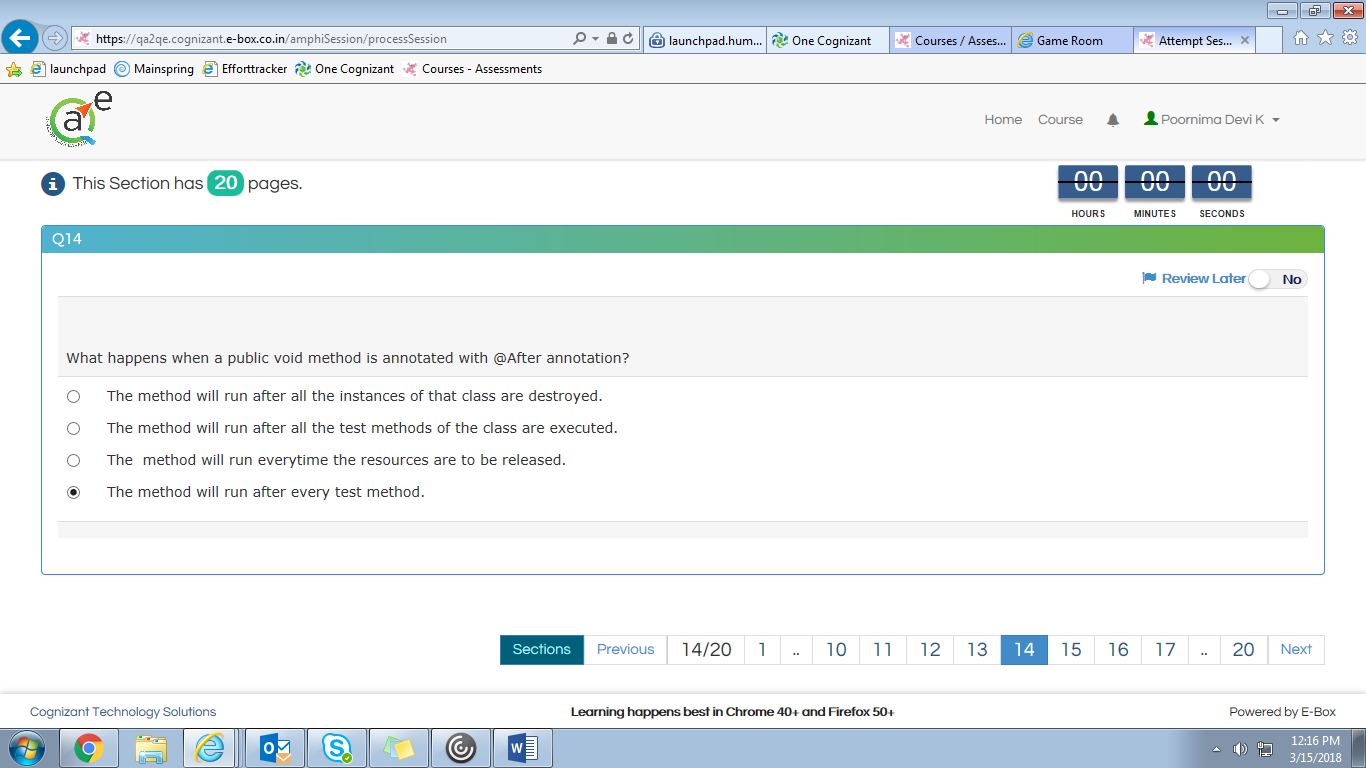 https://qa2qe.cognizant.e-box.co.in/amphiSession/processSession
launchpad.hum... One Cognizant Courses / Asses... Game Room Attempt Ses...
launchpad Mainspring Efforttracker One Cognizant Courses - Assessments
a e
Home Course Poornima Devi K
This Section has 20 pages.
00 00 00
HOURS MINUTES SECONDS
Q14
Review Later No
What happens when a public void method is annotated with @After annotation?
The method will run after all the instances of that class are destroyed.
The method will run after all the test methods of the class are executed.
The method will run everytime the resources are to be released.
The method will run after every test method.
Sections Previous 14/20 1 .. 10 11 12 13 14 15 16 17 .. 20 Next
Cognizant Technology Solutions Learning happens best in Chrome 40+ and Firefox 50+ Powered by E-Box
12:16 PM
3/15/2018